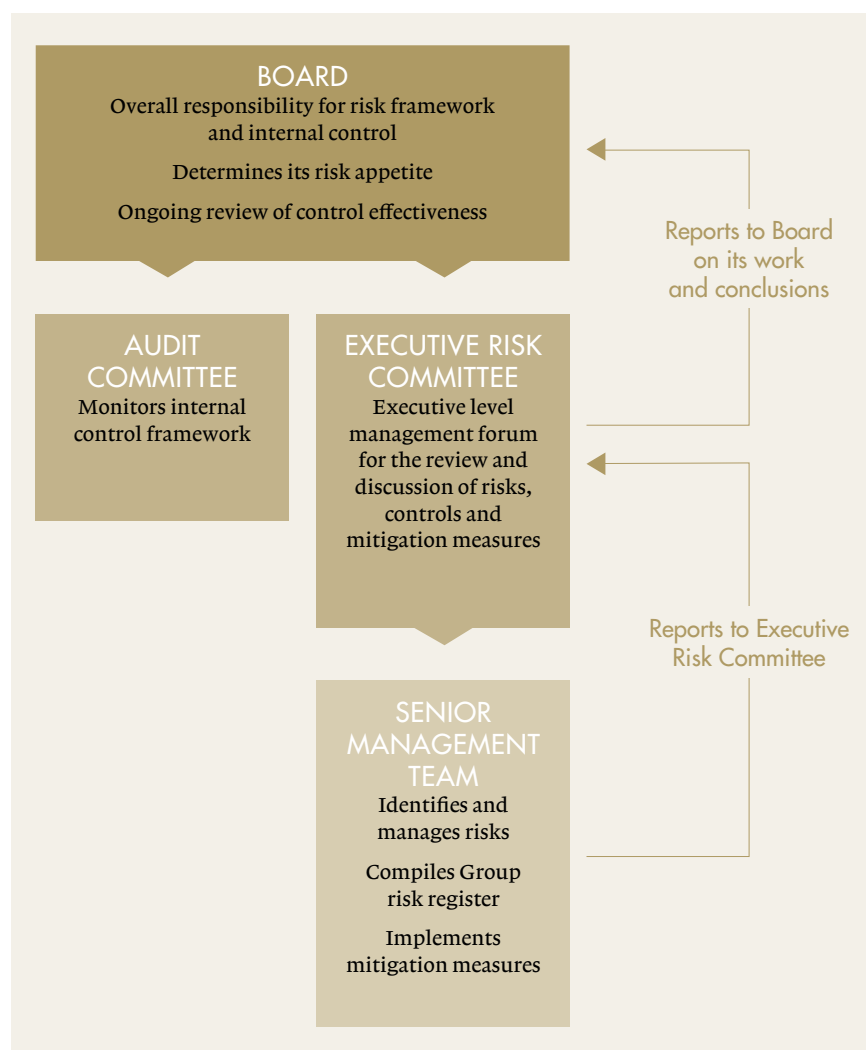 BOARD
Overall responsibility for risk framework
and internal control
Determines its risk appetite
Ongoing review of control effectiveness
Reports to Board
on its work
and conclusions
AUDIT
COMMITTEE
Monitors internal
control framework
EXECUTIVE RISK
COMMITTEE
Executive level
management forum
for the review and
discussion of risks,
controls and
mitigation measures
Reports to Executive
Risk Committee
SENIOR
MANAGEMENT
TEAM
Identifies and
manages risks
Compiles Group
risk register
Implements
mitigation measures